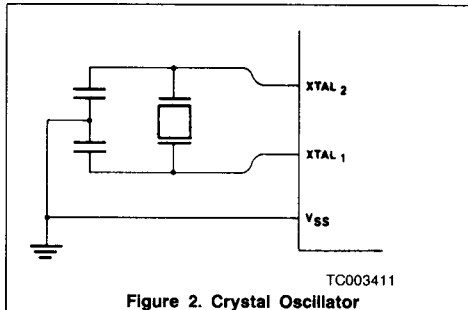 XTAL 2
XTAL 1
VSS
TC003411
Figure 2. Crystal Oscillator